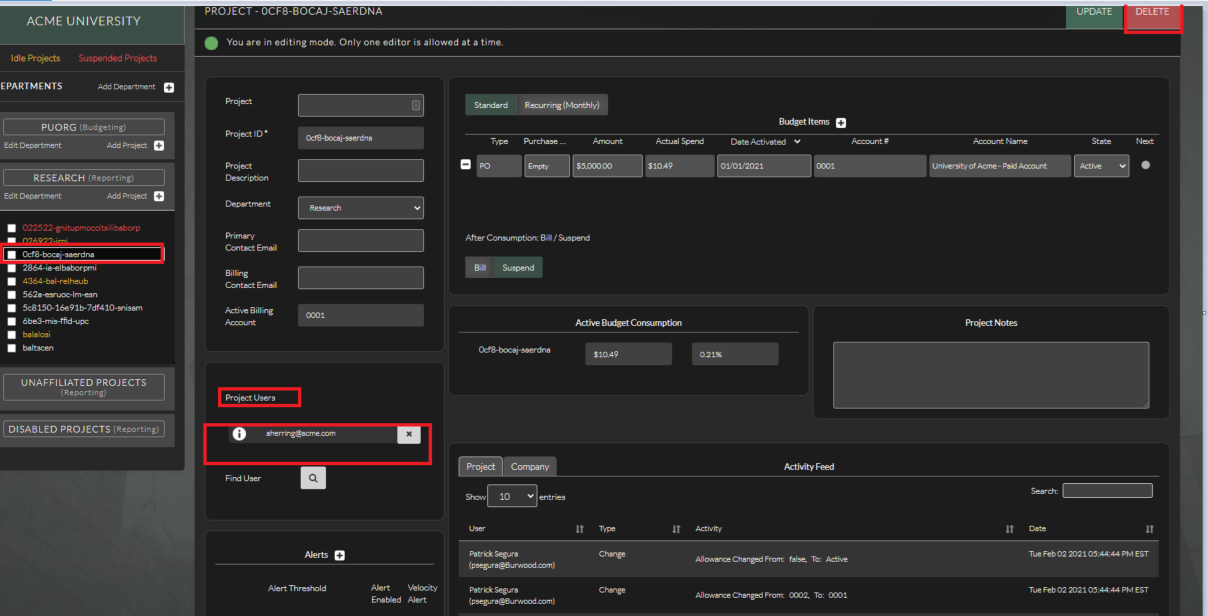 ACME UNIVERSITY
PROJECT - 0CF8-BOCAJ-SAERDNA
UPDATE
DELETE
You are in editing mode. Only one editor is allowed at a time.
Idle Projects
Suspended Projects
EPARTMENTS
Add Department
PUORG (Budgeting)
Edit Department
Add Project
RESEARCH (Reporting)
Edit Department
Add Project
022522-gnitupmoccitsiiibaborp
026922-irpi
0cf8-bocaj-saerdna
2864-ia-elbaborpmi
4364-bal-relheub
562a-esruoc-lm-esn
5c8150-16e91b-7df410-snisam
6be3-mis-ffid-upc
balalosi
baltscen
UNAFFILIATED PROJECTS
(Reporting)
DISABLED PROJECTS (Reporting)
Project
Project ID*
0cf8-bocaj-saerdna
Project
Description
Department
Research
Primary
Contact Email
Billing
Contact Email
Active Billing
Account
0001
Project Users
aherring@acme.com
Find User
Alerts
Alert Threshold
Alert
Enabled
Velocity
Alert
Standard
Recurring (Monthly)
Budget Items
Type
Purchase ...
Amount
Actual Spend
Date Activated
Account#
Account Name
State
Next
PO
Empty
$5,000.00
$10.49
01/01/2021
0001
University of Acme - Paid Account
Active
After Consumption: Bill / Suspend
Bill
Suspend
Active Budget Consumption
0cf8-bocaj-saerdna
$10.49
0.21%
Project Notes
Project
Company
Activity Feed
Show 10 entries
Search:
User
Type
Activity
Date
Patrick Segura
(psegura@Burwood.com)
Change
Allowance Changed From: false, To: Active
Tue Feb 02 2021 05:44:44 PM EST
Patrick Segura
(psegura@Burwood.com)
Change
Allowance Changed From: 0002, To: 0001
Tue Feb 02 2021 05:44:44 PM EST